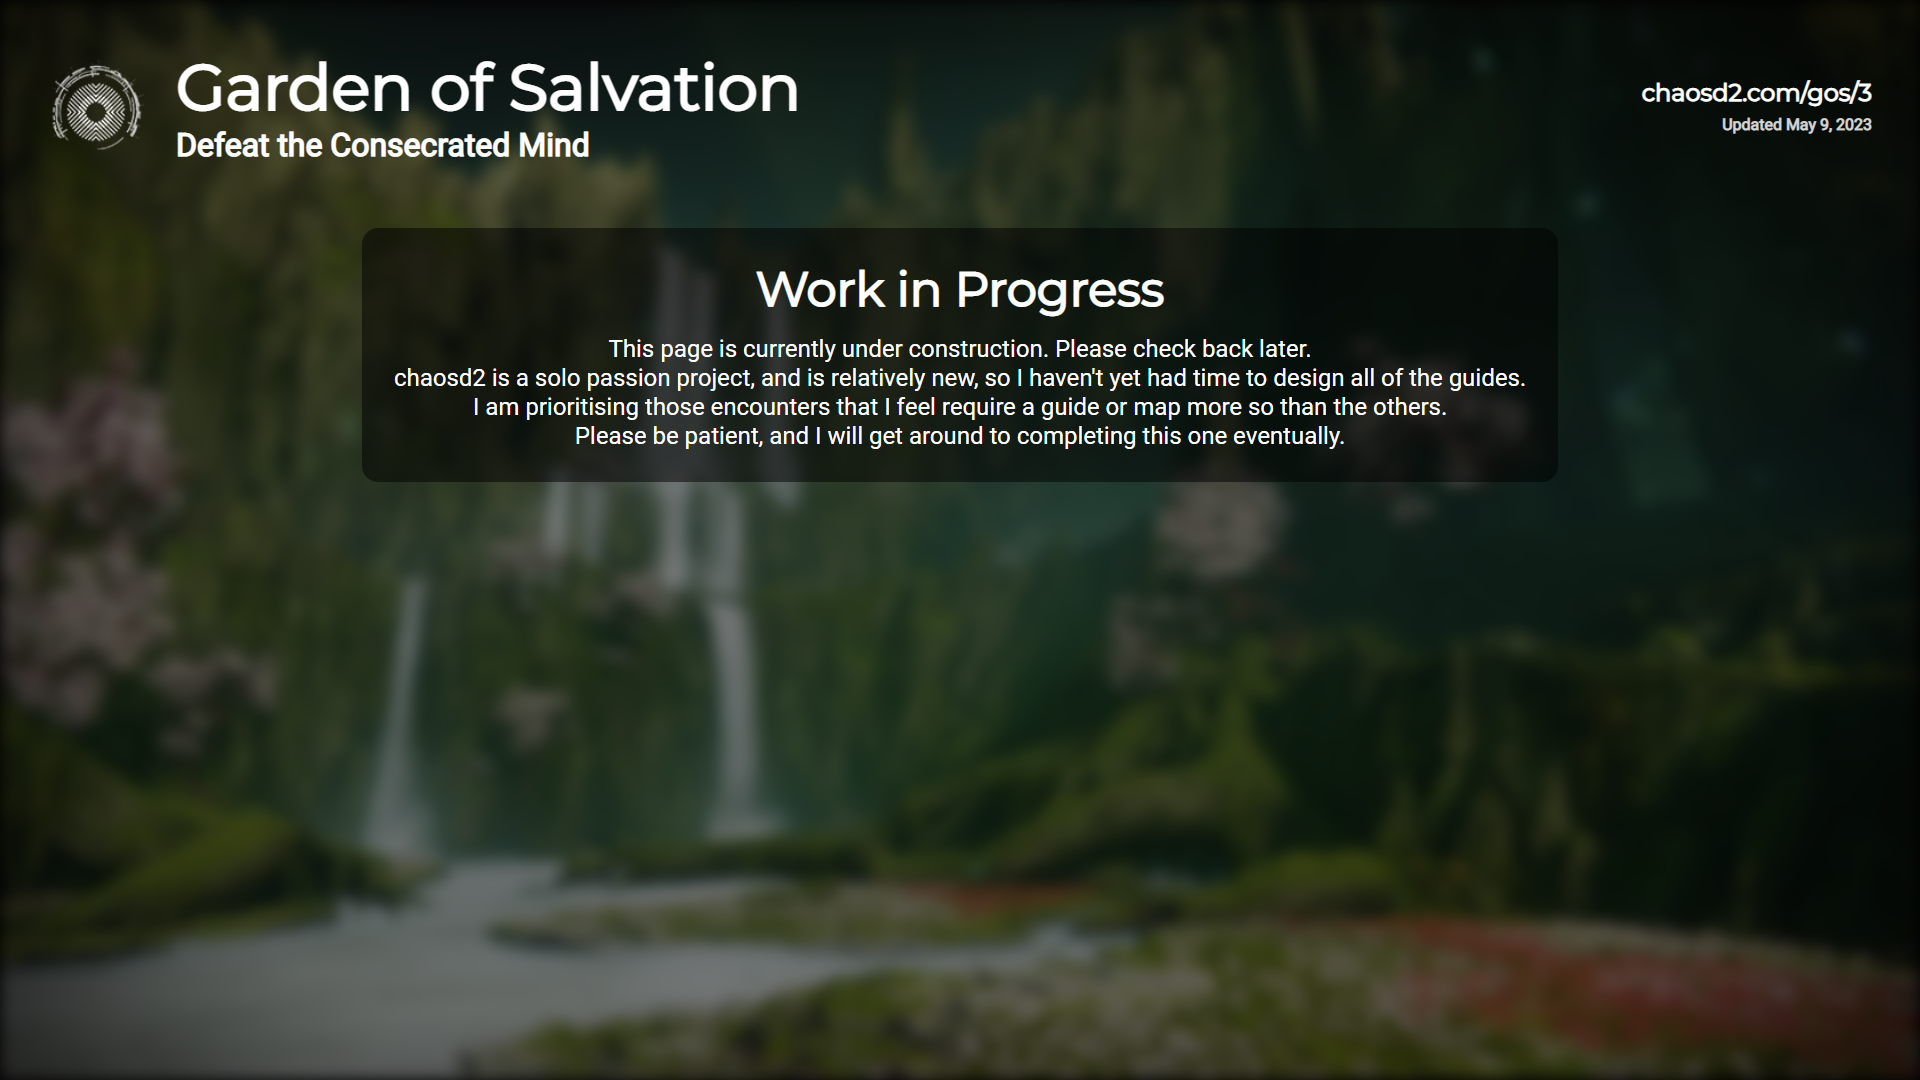 Garden of Salvation
Defeat the Consecrated Mind
chaosd2.com/gos/3
Updated May 9, 2023
Work in Progress
This page is currently under construction. Please check back later.
chaosd2 is a solo passion project, and is relatively new, so I haven't yet had time to design all of the guides.
I am prioritising those encounters that I feel require a guide or map more so than the others.
Please be patient, and I will get around to completing this one eventually.